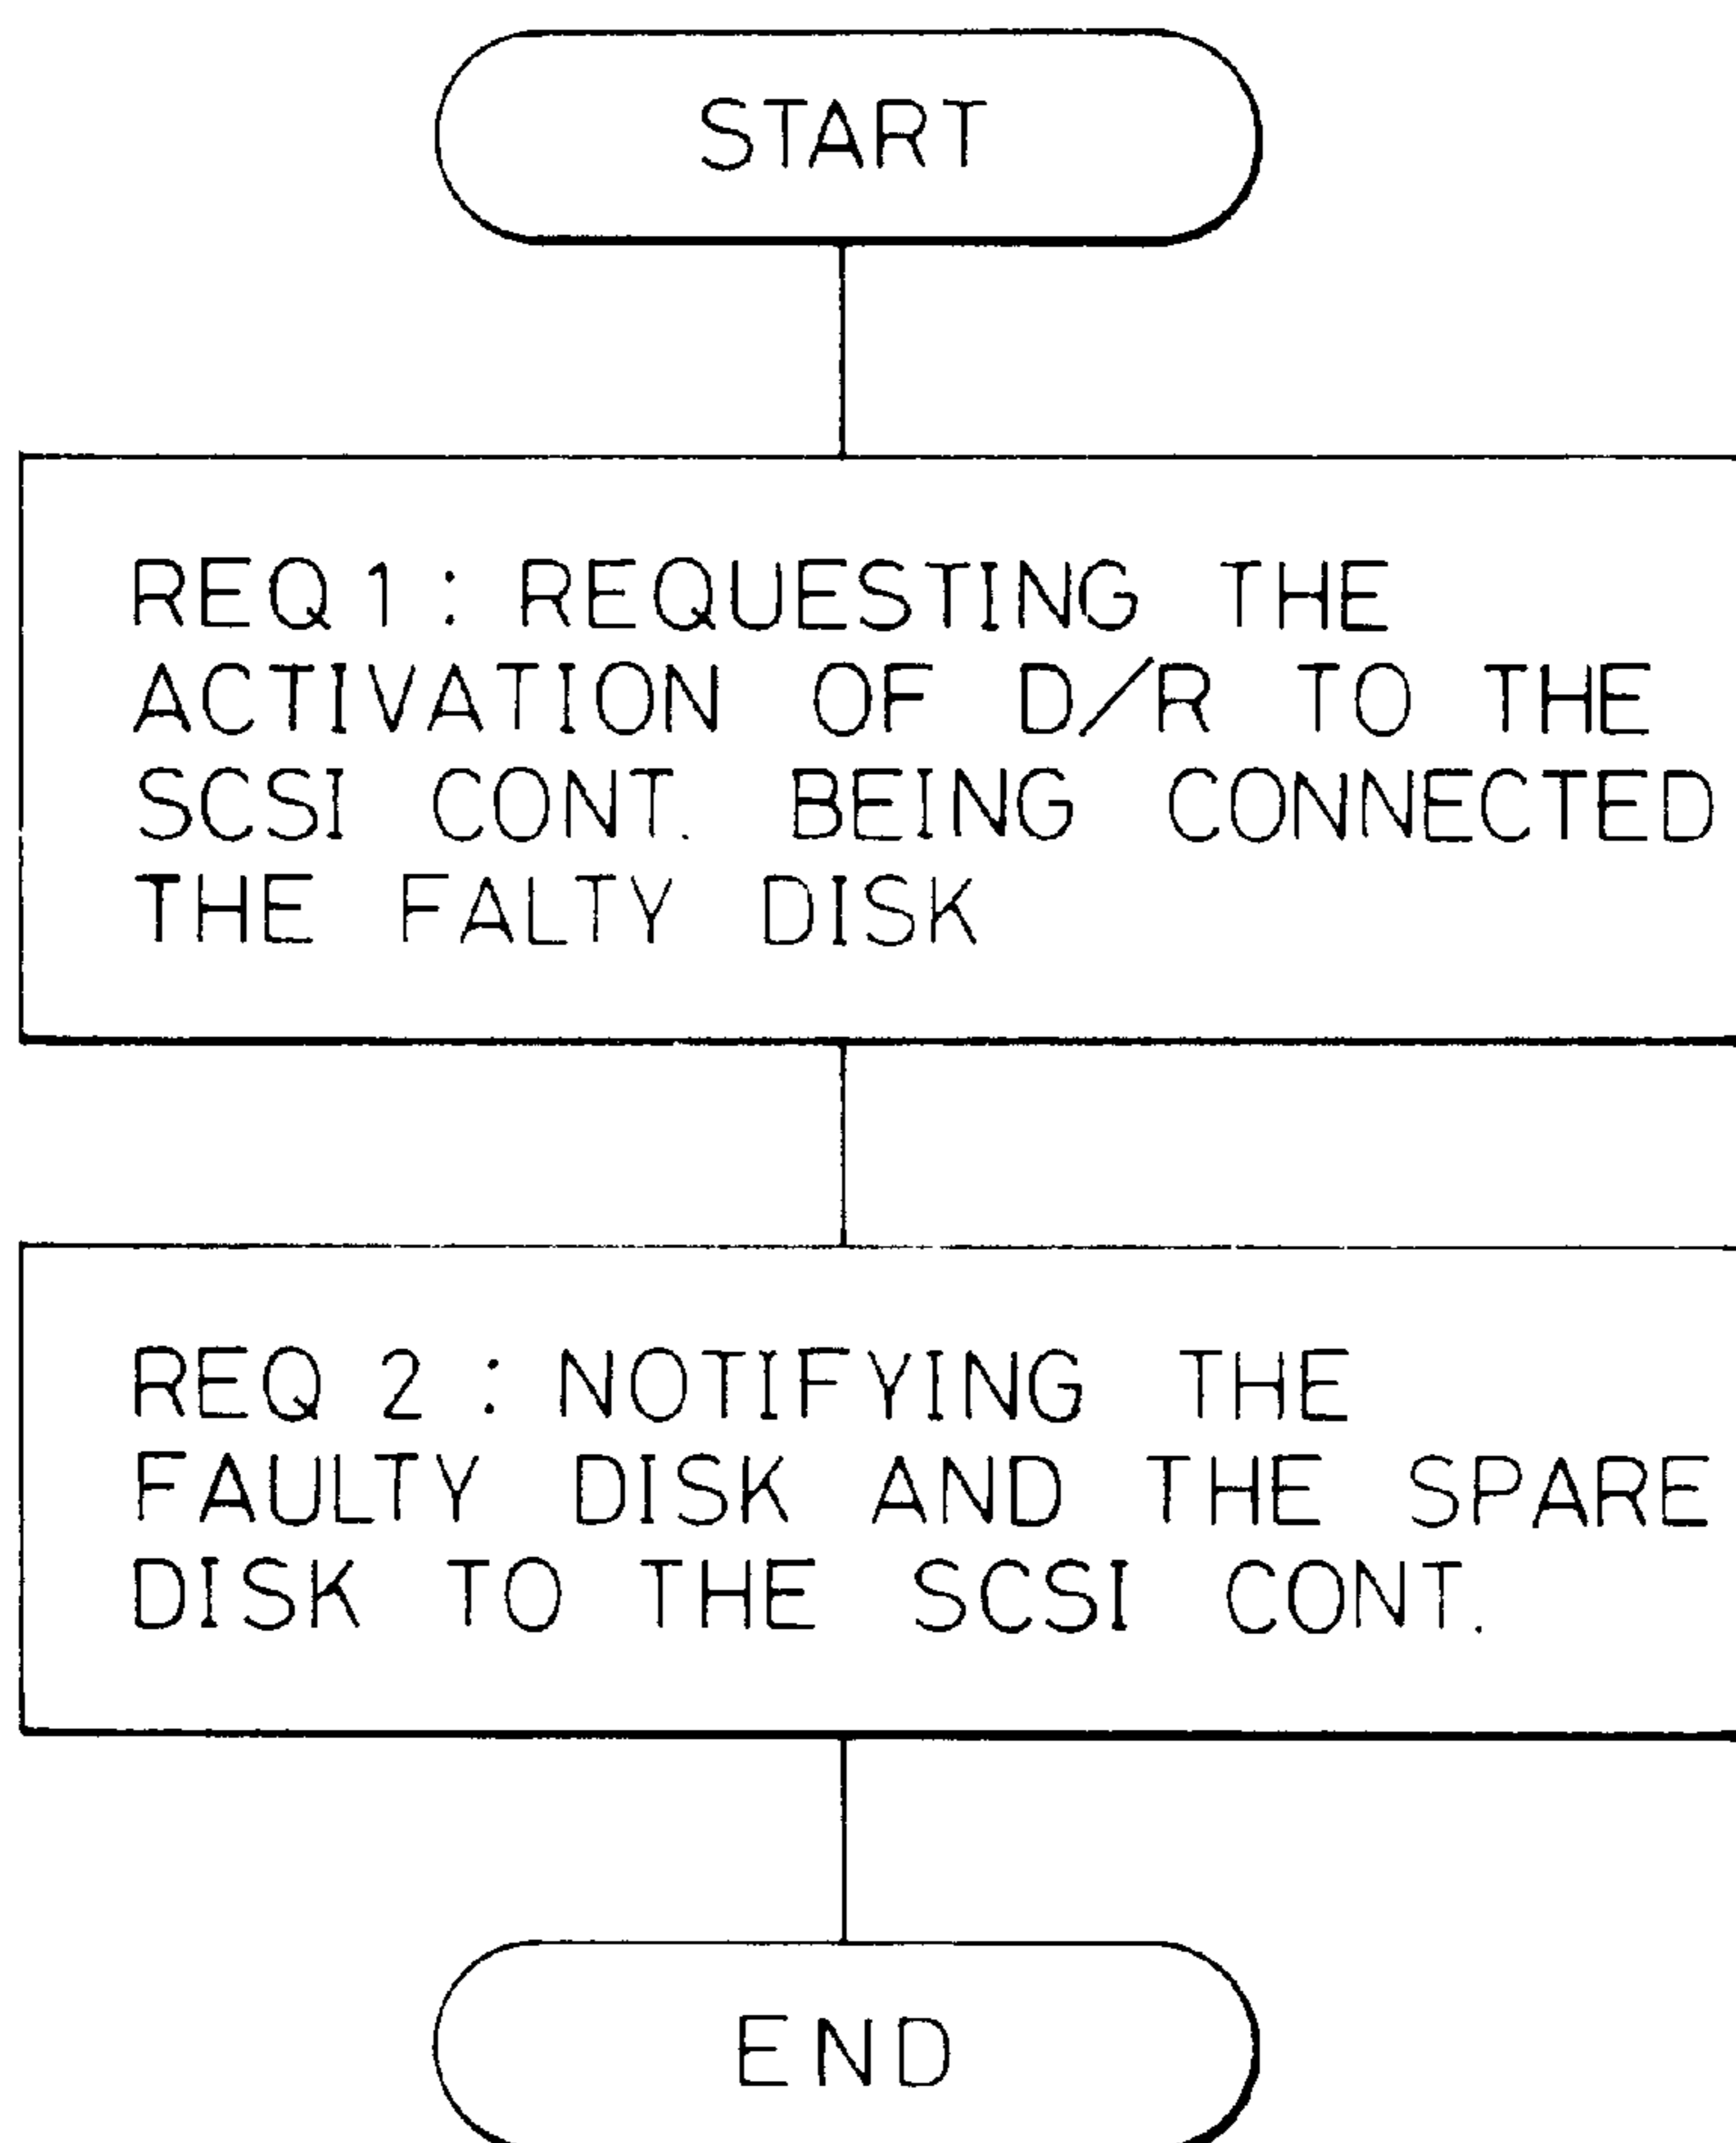 START
REQ 1 : REQUESTING THE
ACTIVATION OF D/R TO THE
SCSI CONT. BEING CONNECTED
THE FALTY DISK
REQ 2 : NOTIFYING THE
FAULTY DISK AND THE SPARE
DISK TO THE SCSI CONT.
END